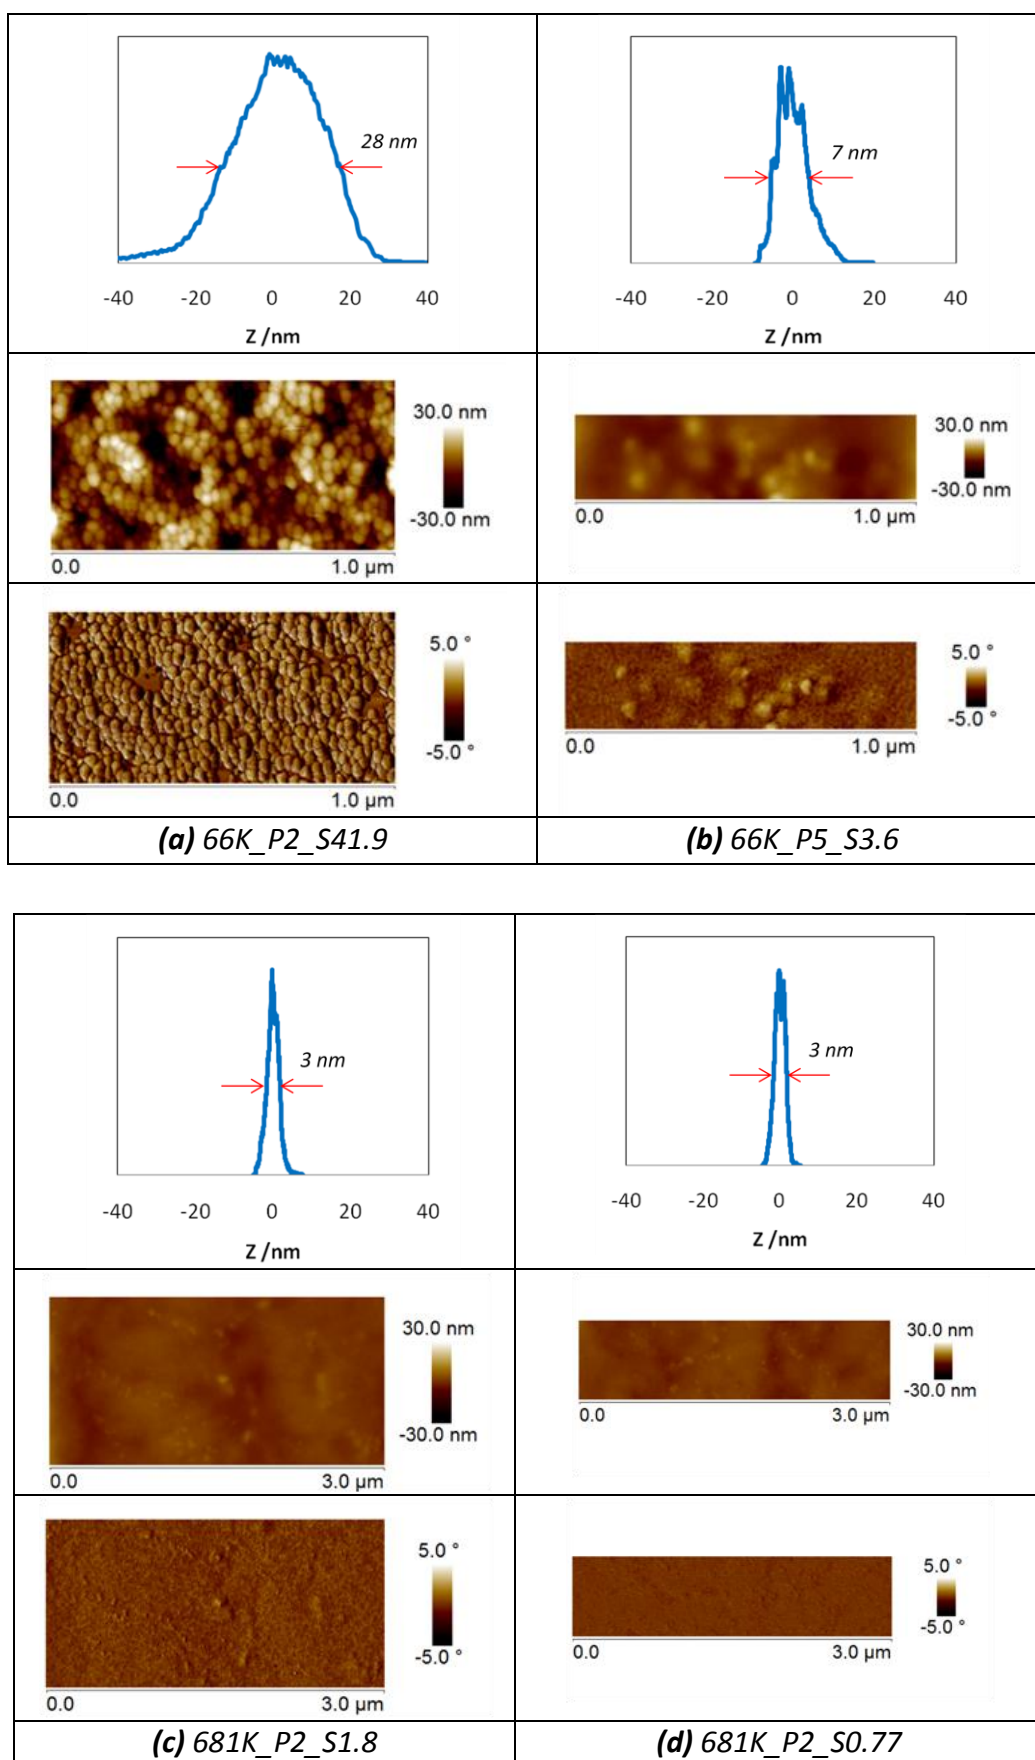 28 nm
-40 -20 0 20 40
Z /nm
7 nm
-40 -20 0 20 40
Z /nm
30.0 nm
-30.0 nm
0.0 1.0 µm
30.0 nm
-30.0 nm
0.0 1.0 µm
5.0 °
-5.0 °
0.0 1.0 µm
5.0 °
-5.0 °
0.0 1.0 µm
(a) 66K_P2_S41.9
(b) 66K_P5_S3.6
3 nm
-40 -20 0 20 40
Z /nm
3 nm
-40 -20 0 20 40
Z /nm
30.0 nm
-30.0 nm
0.0 3.0 µm
30.0 nm
-30.0 nm
0.0 3.0 µm
5.0 °
-5.0 °
0.0 3.0 µm
5.0 °
-5.0 °
0.0 3.0 µm
(c) 681K_P2_S1.8
(d) 681K_P2_S0.77